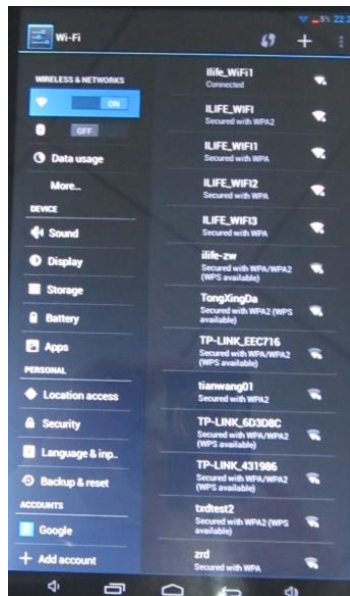 5% 22:2
Wi-Fi
WIRELESS & NETWORKS
ON
OFF
Data usage
More...
DEVICE
Sound
Display
Storage
Battery
Apps
PERSONAL
Location access
Security
Language & inp..
Backup & reset
ACCOUNTS
Google
Add account
Ilife_WiFi1
Connected
ILIFE_WIFI
Secured with WPA2
ILIFE_WIFI1
Secured with WPA
ILIFE_WIFI2
Secured with WPA
ILIFE_WIFI3
Secured with WPA
ilife-zw
Secured with WPA/WPA2
(WPS available)
TongXingDa
Secured with WPA2 (WPS
available)
TP-LINK_EEC716
Secured with WPA/WPA2
(WPS available)
tianwang01
Secured with WPA2
TP-LINK_6D3D8C
Secured with WPA/WPA2
(WPS available)
TP-LINK_431986
Secured with WPA/WPA2
(WPS available)
txdtest2
Secured with WPA2 (WPS
available)
zrd
Secured with WPA